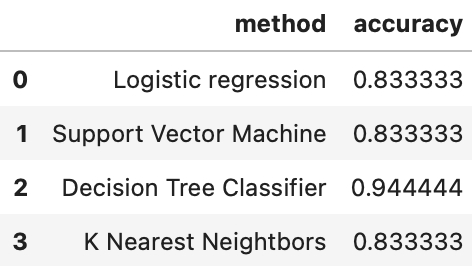 method accuracy
0 Logistic regression 0.833333
1 Support Vector Machine 0.833333
2 Decision Tree Classifier 0.944444
3 K Nearest Neightbors 0.833333